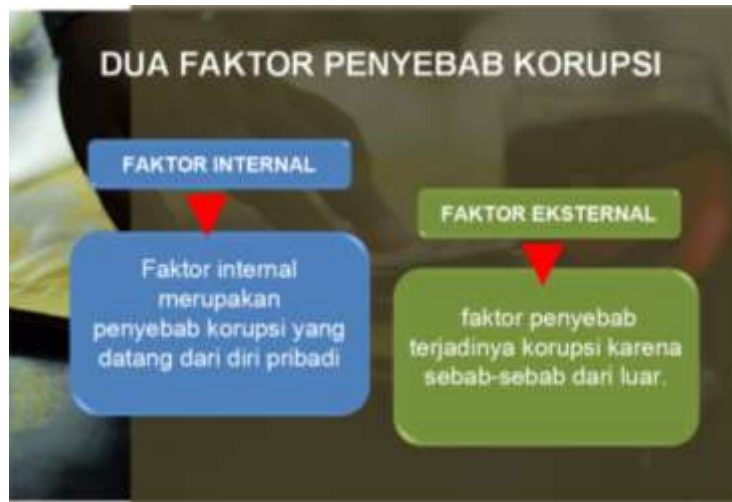 DUA FAKTOR PENYEBAB KORUPSI
FAKTOR INTERNAL
Faktor internal
merupakan
penyebab korupsi yang
datang dari diri pribadi
FAKTOR EKSTERNAL
faktor penyebab
terjadinya korupsi karena
sebab-sebab dari luar.